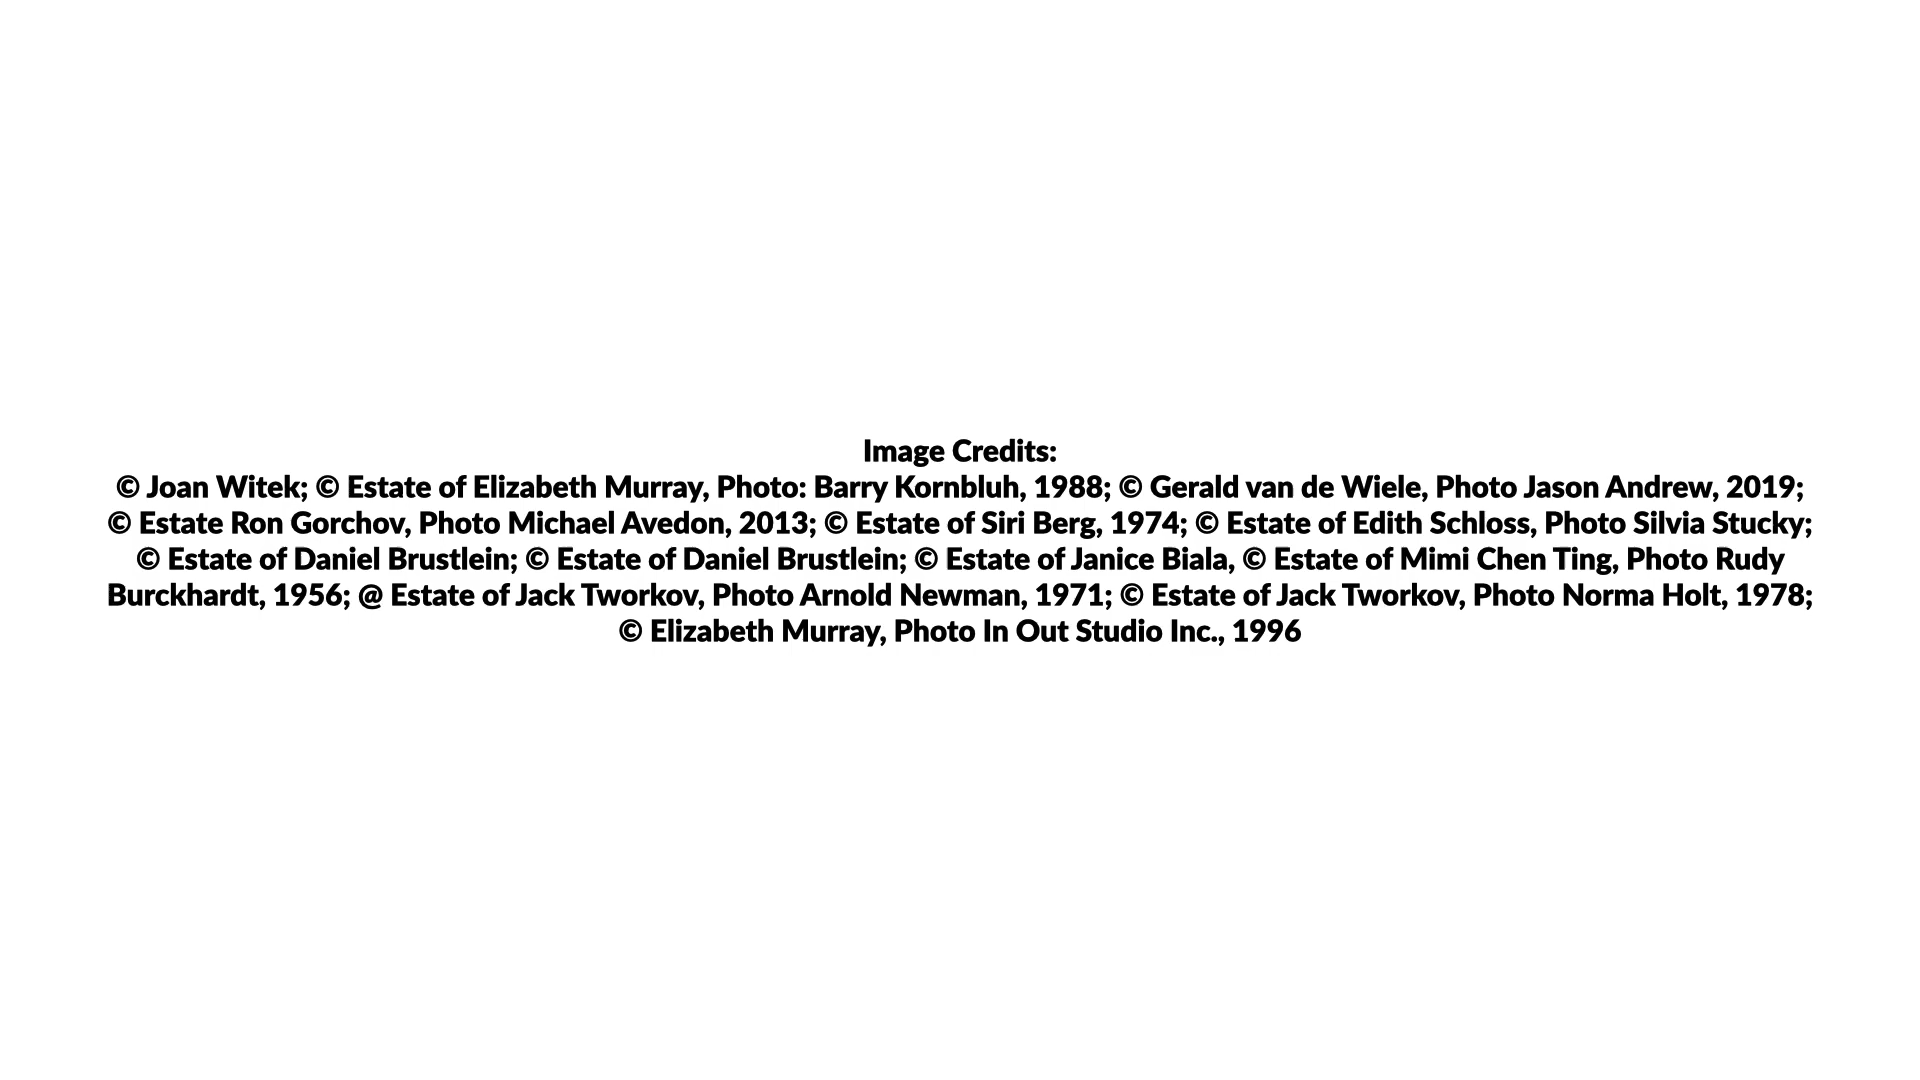 Image Credits:
© Joan Witek; © Estate of Elizabeth Murray, Photo: Barry Kornbluh, 1988; © Gerald van de Wiele, Photo Jason Andrew, 2019;
© Estate Ron Gorchov, Photo Michael Avedon, 2013; © Estate of Siri Berg, 1974; © Estate of Edith Schloss, Photo Silvia Stucky;
© Estate of Daniel Brustlein; © Estate of Daniel Brustlein; © Estate of Janice Biala, © Estate of Mimi Chen Ting, Photo Rudy
Burckhardt, 1956; @ Estate of Jack Tworkov, Photo Arnold Newman, 1971; © Estate of Jack Tworkov, Photo Norma Holt, 1978;
© Elizabeth Murray, Photo In Out Studio Inc., 1996